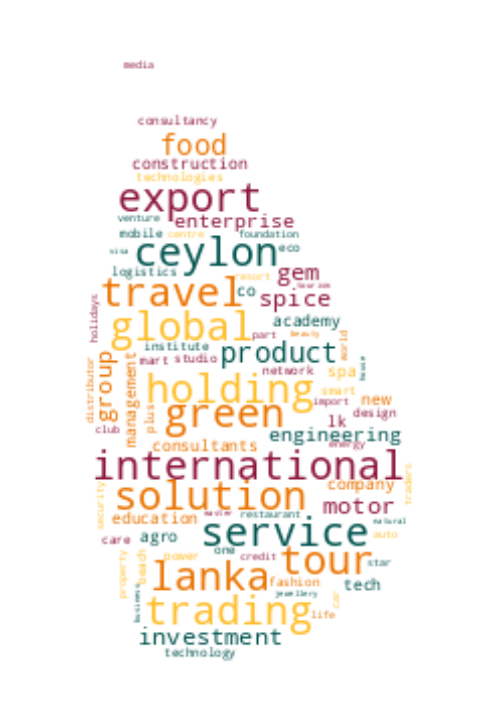 media
consultancy
food
construction
technologies
export
venture enterprise
mobile centre foundation
visa ceylon eco
logistics resort gem
travel co tourism
holidays spice
global academy
part beauty
institute product world
mart studio
distributor group management network spa house
holding smart
plus green import new
club lk design
engineering
consultants energy
international
solution company traders
security motor
education master restaurant natural
service auto
care agro
one
property beach power credit tour star
lanka fashion tech
business jewellery car
trading life
investment
technology